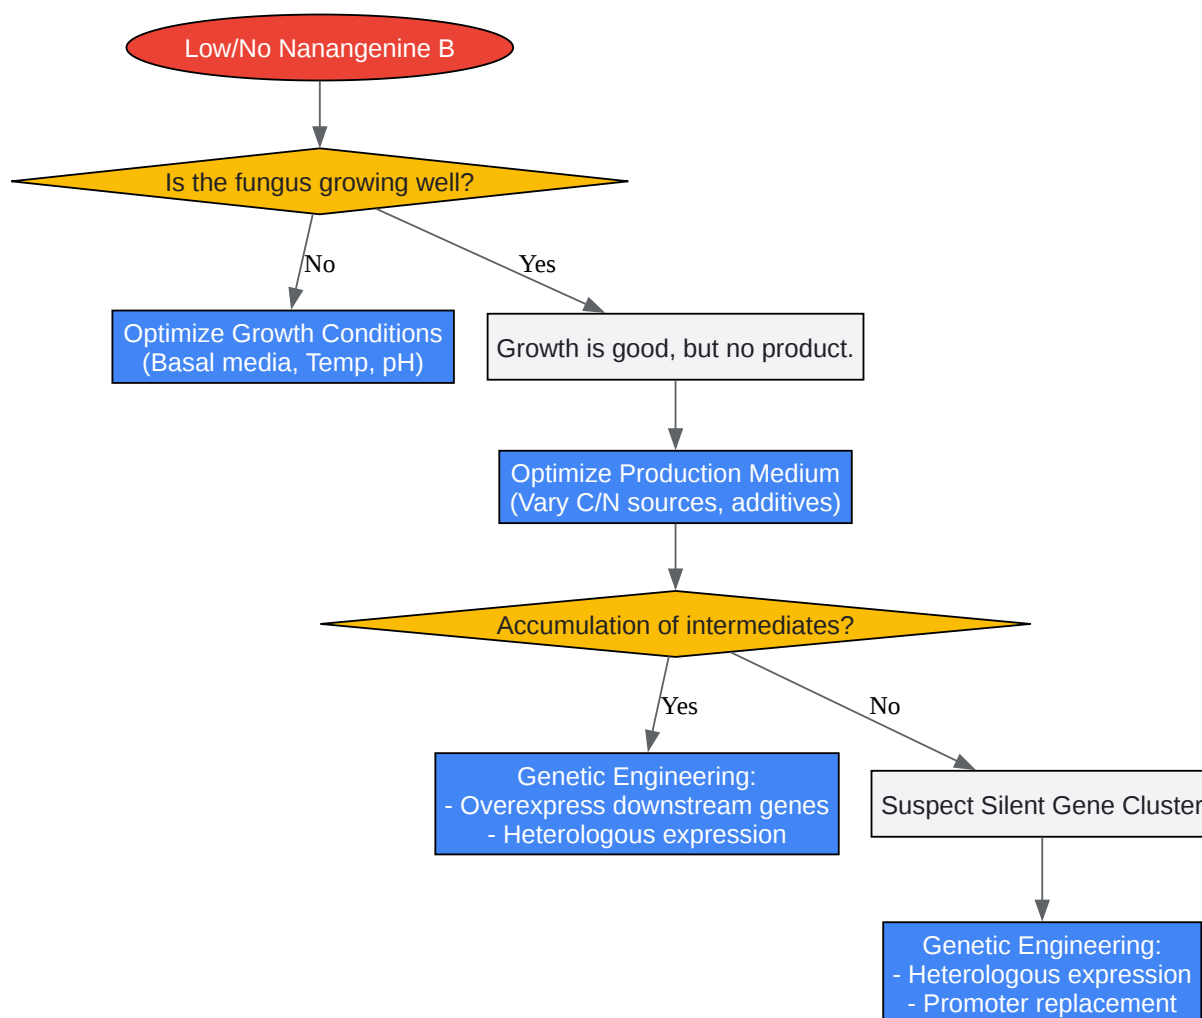 Low/No Nanangenine B
Is the fungus growing well?
No
Yes
Optimize Growth Conditions
(Basal media, Temp, pH)
Growth is good, but no product.
Optimize Production Medium
(Vary C/N sources, additives)
Accumulation of intermediates?
Yes
No
Genetic Engineering:
- Overexpress downstream genes
- Heterologous expression
Suspect Silent Gene Cluster
Genetic Engineering:
- Heterologous expression
- Promoter replacement